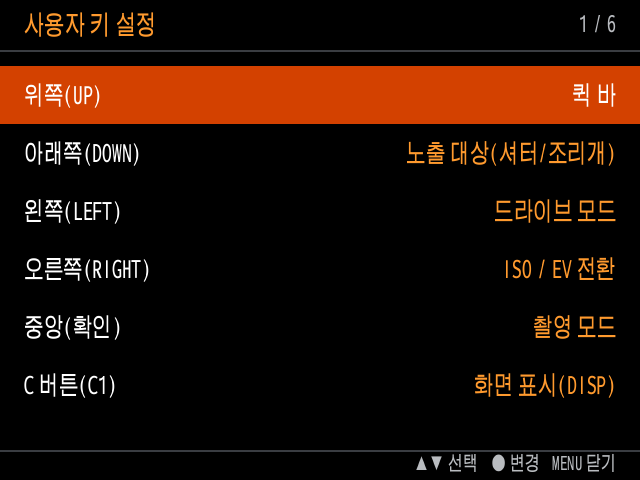 사용자 키 설정 1 / 6
위쪽(UP) 퀵 바
아래쪽(DOWN) 노출 대상(셔터/조리개)
왼쪽(LEFT) 드라이브 모드
오른쪽(RIGHT) ISO / EV 전환
중앙(확인) 촬영 모드
C 버튼(C1) 화면 표시(DISP)
▲▼ 선택 ● 변경 MENU 닫기